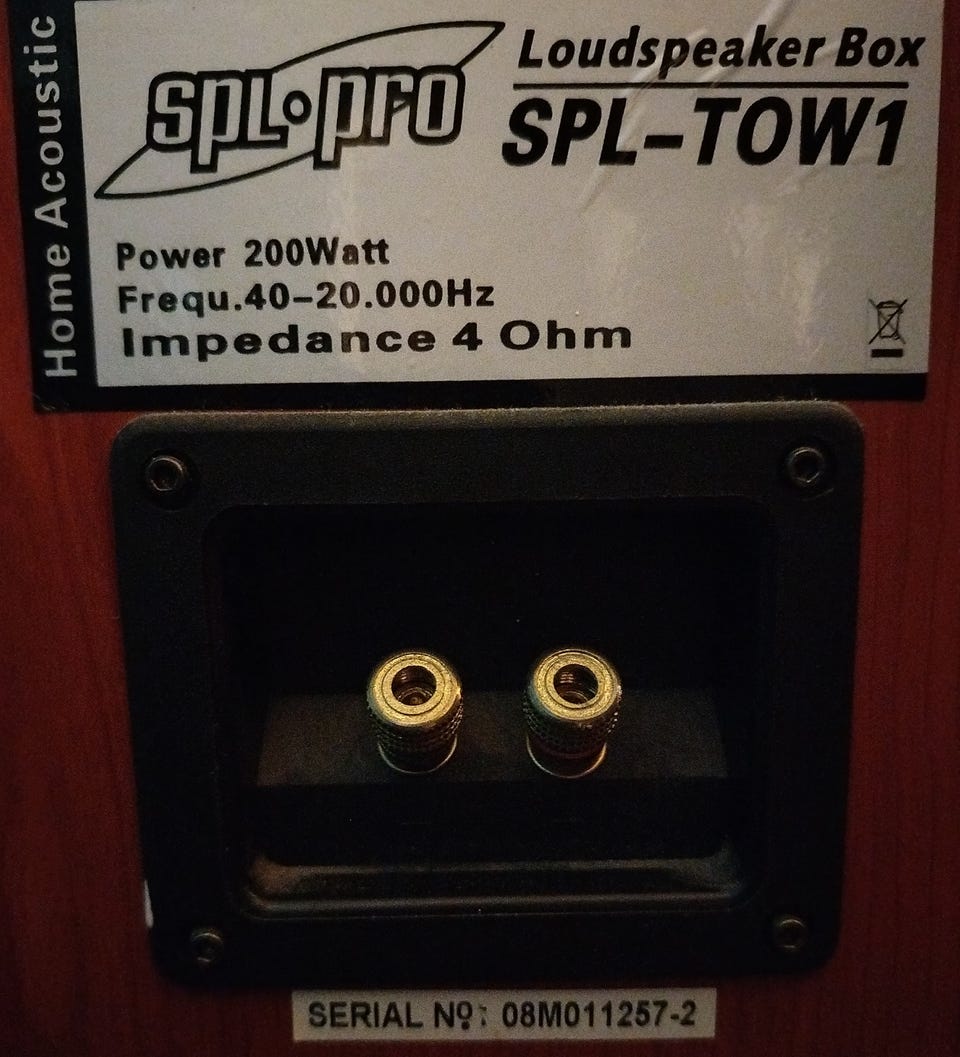 Home Acoustic
SPL·PRO
Loudspeaker Box
SPL-TOW1
Power 200Watt
Frequ.40-20.000Hz
Impedance 4 Ohm
SERIAL Nº: 08M011257-2